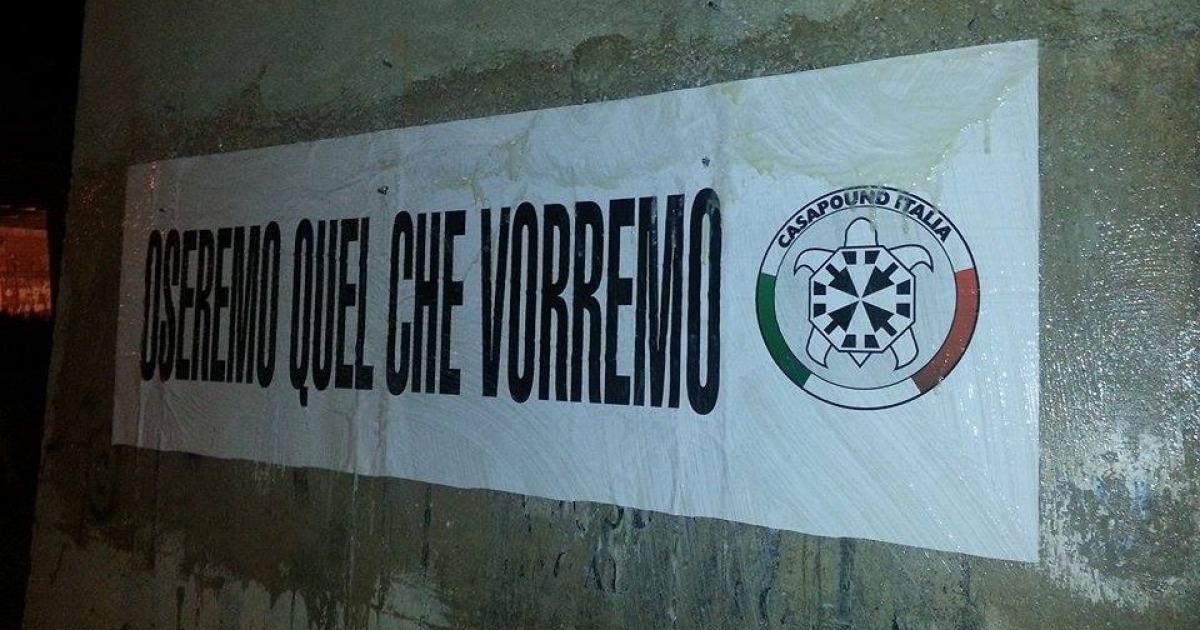 OSEREMO QUEL CHE VORREMO
CASAPOUND ITALIA